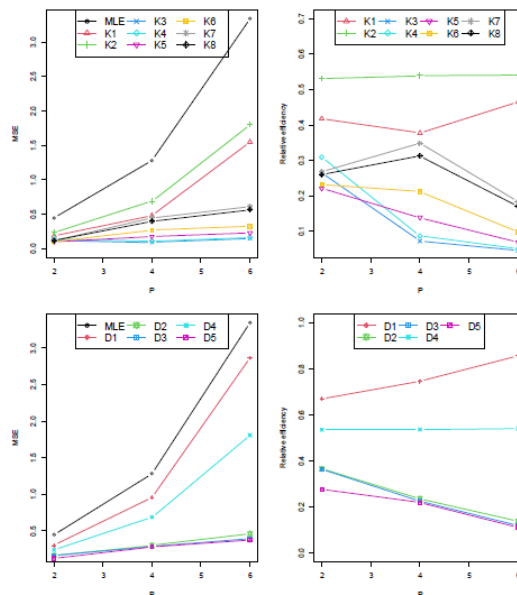 MLE K3 K6
K1 K4 K7
K2 K5 K8
MSE
0.0 0.5 1.0 1.5 2.0 2.5 3.0
2 3 4 5 6
P
K1 K3 K5 K7
K2 K4 K6 K8
Relative efficiency
0.1 0.2 0.3 0.4 0.5 0.6 0.7
2 3 4 5 6
P
MLE D2 D4
D1 D3 D5
MSE
0.5 1.0 1.5 2.0 2.5 3.0
2 3 4 5 6
P
D1 D3 D5
D2 D4
Relative efficiency
0.0 0.2 0.4 0.6 0.8 1.0
2 3 4 5 6
P